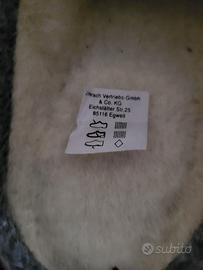 Vertriebs-GmbH
& Co. KG
Eichstätter Str.25
85116 Egweil
subito